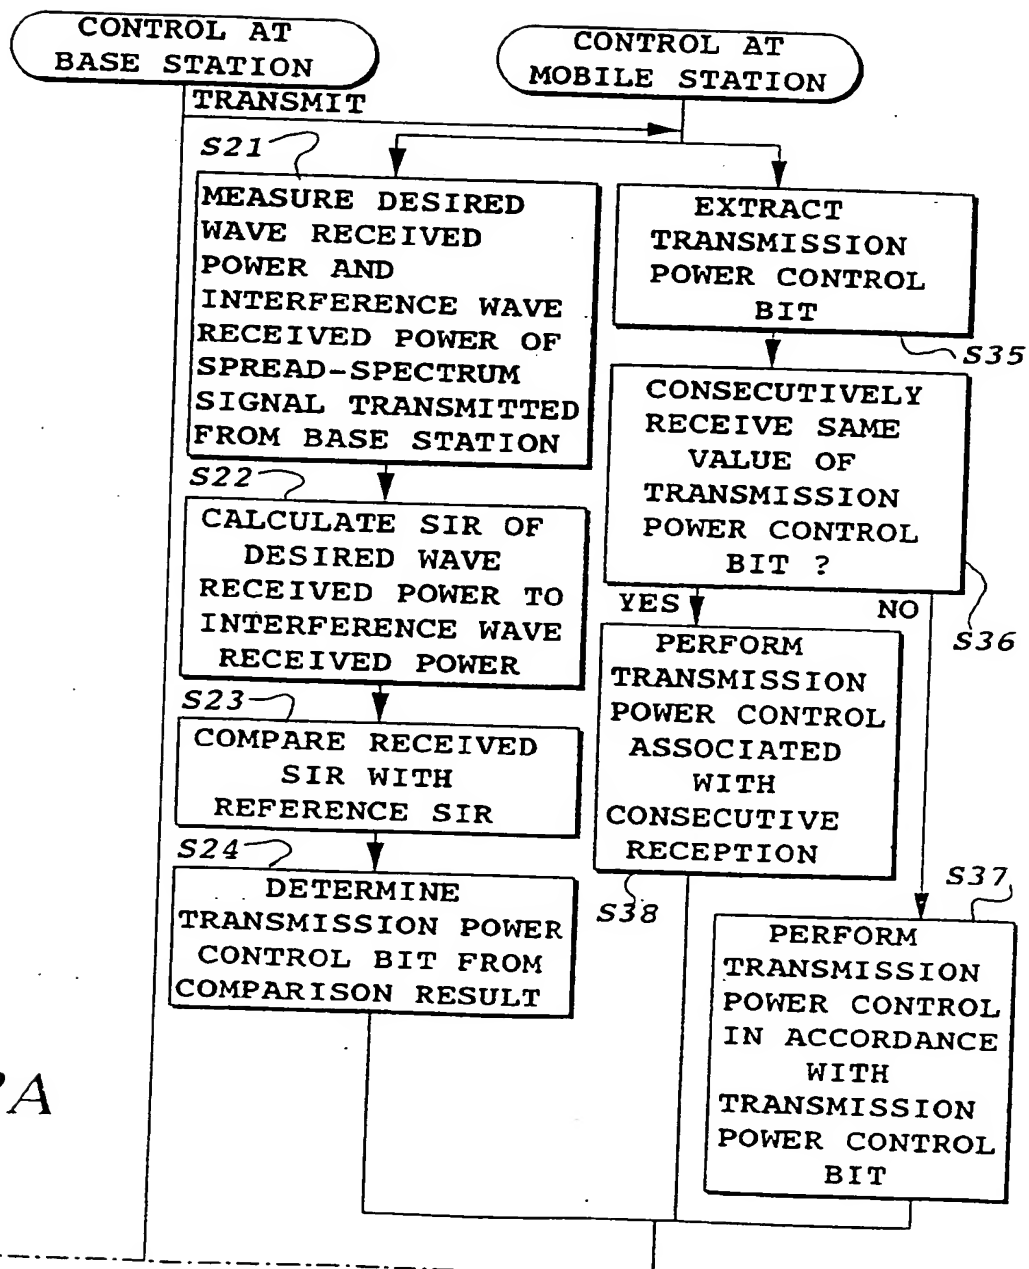 CONTROL AT
BASE STATION
CONTROL AT
MOBILE STATION
TRANSMIT
S21
MEASURE DESIRED
WAVE RECEIVED
POWER AND
INTERFERENCE WAVE
RECEIVED POWER OF
SPREAD-SPECTRUM
SIGNAL TRANSMITTED
FROM BASE STATION
S22
CALCULATE SIR OF
DESIRED WAVE
RECEIVED POWER TO
INTERFERENCE WAVE
RECEIVED POWER
S23
COMPARE RECEIVED
SIR WITH
REFERENCE SIR
S24
DETERMINE
TRANSMISSION POWER
CONTROL BIT FROM
COMPARISON RESULT
EXTRACT
TRANSMISSION
POWER CONTROL
BIT
S35
CONSECUTIVELY
RECEIVE SAME
VALUE OF
TRANSMISSION
POWER CONTROL
BIT ?
S36
YES
NO
PERFORM
TRANSMISSION
POWER CONTROL
ASSOCIATED
WITH
CONSECUTIVE
RECEPTION
S38
S37
PERFORM
TRANSMISSION
POWER CONTROL
IN ACCORDANCE
WITH
TRANSMISSION
POWER CONTROL
BIT
A